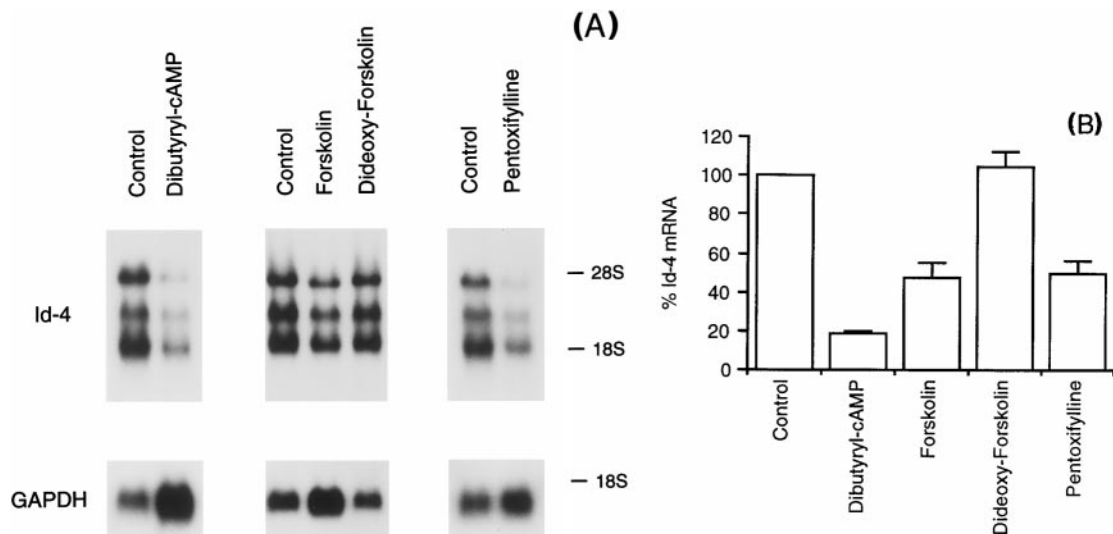 (A)
Control
Dibutyryl-cAMP
Control
Forskolin
Dideoxy-Forskolin
Control
Pentoxifylline
Id-4
– 28S
– 18S
GAPDH
– 18S
(B)
% Id-4 mRNA
120
100
80
60
40
20
0
Control
Dibutyryl-cAMP
Forskolin
Dideoxy-Forskolin
Pentoxifylline